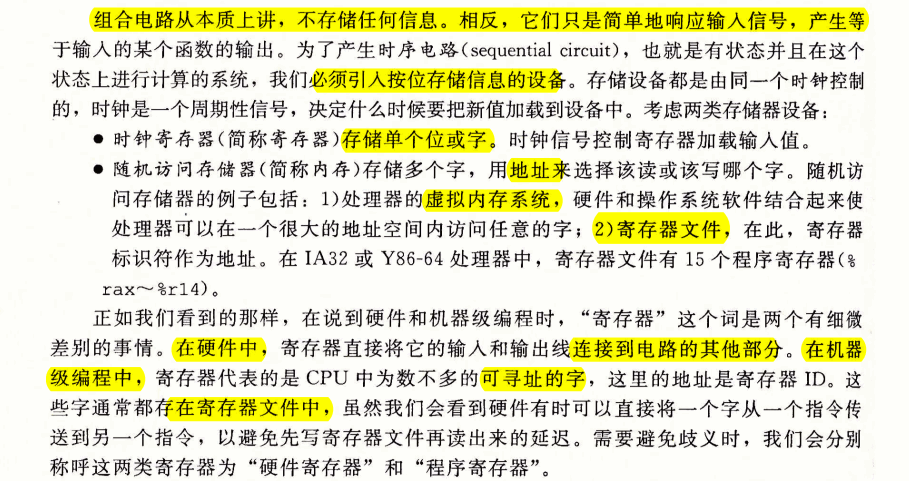 组合电路从本质上讲，不存储任何信息。相反，它们只是简单地响应输入信号，产生等
于输入的某个函数的输出。为了产生时序电路(sequential circuit)，也就是有状态并且在这个
状态上进行计算的系统，我们必须引入按位存储信息的设备。存储设备都是由同一个时钟控制
的，时钟是一个周期性信号，决定什么时候要把新值加载到设备中。考虑两类存储器设备：
● 时钟寄存器(简称寄存器)存储单个位或字。时钟信号控制寄存器加载输入值。
● 随机访问存储器(简称内存)存储多个字，用地址来选择该读或该写哪个字。随机访
问存储器的例子包括：1)处理器的虚拟内存系统，硬件和操作系统软件结合起来使
处理器可以在一个很大的地址空间内访问任意的字；2)寄存器文件，在此，寄存器
标识符作为地址。在 IA32 或 Y86-64 处理器中，寄存器文件有 15 个程序寄存器(%
rax～%r14)。
正如我们看到的那样，在说到硬件和机器级编程时，“寄存器”这个词是两个有细微
差别的事情。在硬件中，寄存器直接将它的输入和输出线连接到电路的其他部分。在机器
级编程中，寄存器代表的是 CPU 中为数不多的可寻址的字，这里的地址是寄存器 ID。这
些字通常都存在寄存器文件中，虽然我们会看到硬件有时可以直接将一个字从一个指令传
送到另一个指令，以避免先写寄存器文件再读出来的延迟。需要避免歧义时，我们会分别
称呼这两类寄存器为“硬件寄存器”和“程序寄存器”。